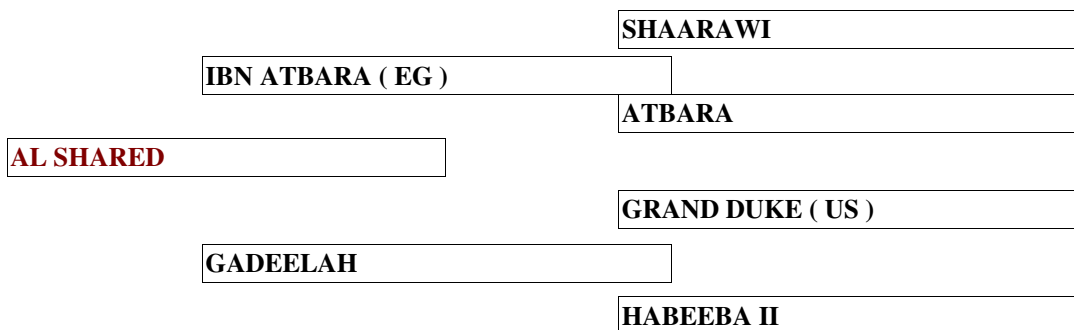 SHAARAWI
IBN ATBARA ( EG )
ATBARA
AL SHARED
GRAND DUKE ( US )
GADEELAH
HABEEBA II